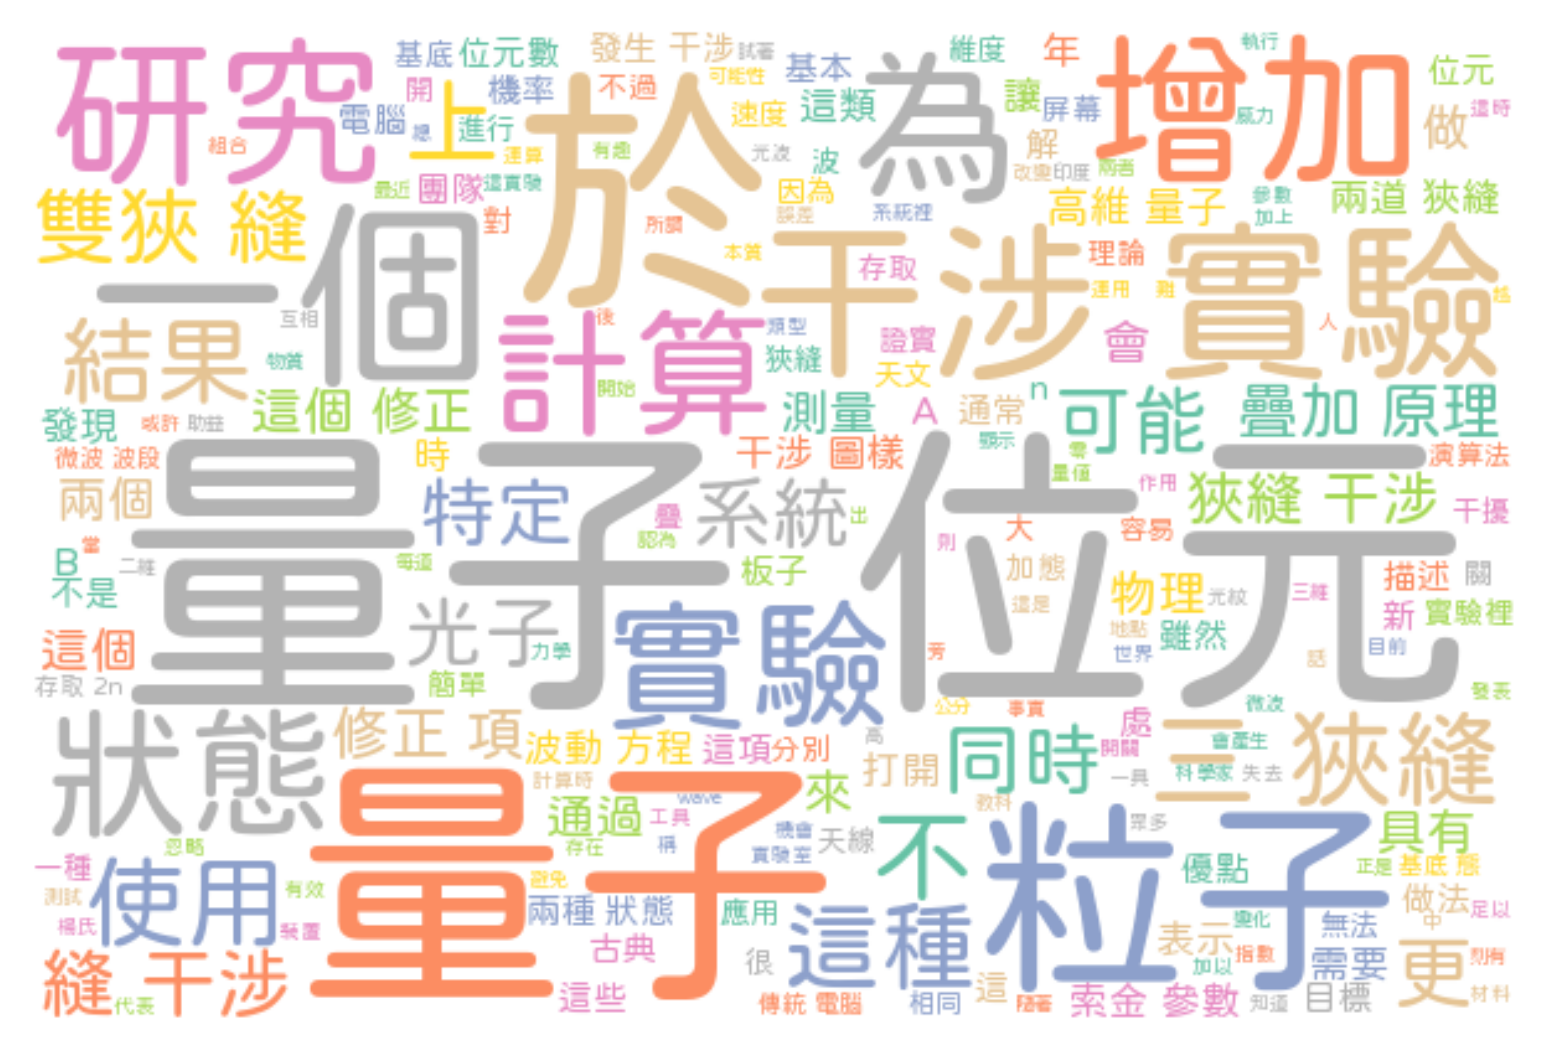 研究
基底
位元數
發生 干涉
試著
基本
維度
年
執行
增加
位元
開
上
機率
不過
可能性
為
讓
屏幕
做
這時
電腦
總
進行
於
速度
這類
威力
組合
運算
有趣
光波
波
解
兩者
最近
團隊
這實驗
因為
改變
印度
參數
雙狹 縫
個
對
所謂
誤差
系統裡
高維 量子
加上
兩道 狹縫
一
本質
干涉
存取
理論
實驗
運用
難
越
結果
互相
計算
後
類型
證實
會
人
物質
狹縫
開始
天文
發現
或許
助益
這個 修正
測量
A
通常
n
可能
疊加 原理
微波 波段
時
干涉 圖樣
顯示
零
量值
演算法
兩個
量子
特定
疊
系統
出
位元
作用
狹縫 干涉
干擾
當
認為
則
大
容易
B
二維
每道
板子
加態
物理
光紋
三維
描述
關
不是
光子
力學
實驗
這是
地點
雖然
新
實驗裡
這個
旁
世界
話
目前
存取 2n
簡單
公分
事實
微波
發表
狀態
修正 項
波動 方程
這項
分別
高
處
開關
會產生
三
狹縫
計算時
wave
來
打開
同時
一具
科學家
失去
量子
通過
工具
教科
眾多
忽略
存在
稱
機會
天線
不
粒子
具有
一種
使用
有效
避免
實驗室
優點
正是
基底 態
測試
楊氏
裝置
兩種 狀態
應用
這種
變化
無法
做法
中
足以
古典
表示
縫 干涉
很
加以
指數
需要
更
則有
代表
這些
傳統 電腦
相同
這
隨著
索金 參數
知道
目標
材料